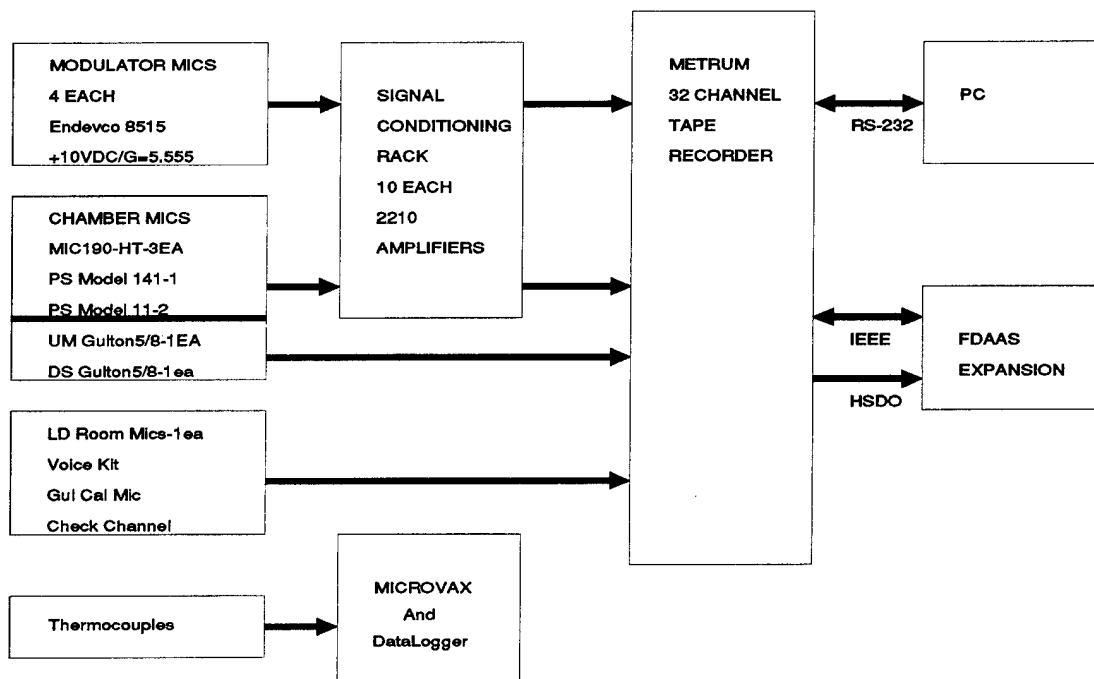 MODULATOR MICS
4 EACH
Endevco 8515
+10VDC/G=5.555
CHAMBER MICS
MIC190-HT-3EA
PS Model 141-1
PS Model 11-2
UM Gulton5/8-1EA
DS Gulton5/8-1ea
LD Room Mics-1ea
Voice Kit
Gul Cal Mic
Check Channel
Thermocouples
SIGNAL
CONDITIONING
RACK
10 EACH
2210
AMPLIFIERS
MICROVAX
And
DataLogger
METRUM
32 CHANNEL
TAPE
RECORDER
RS-232
IEEE
HSDO
PC
FDAAS
EXPANSION